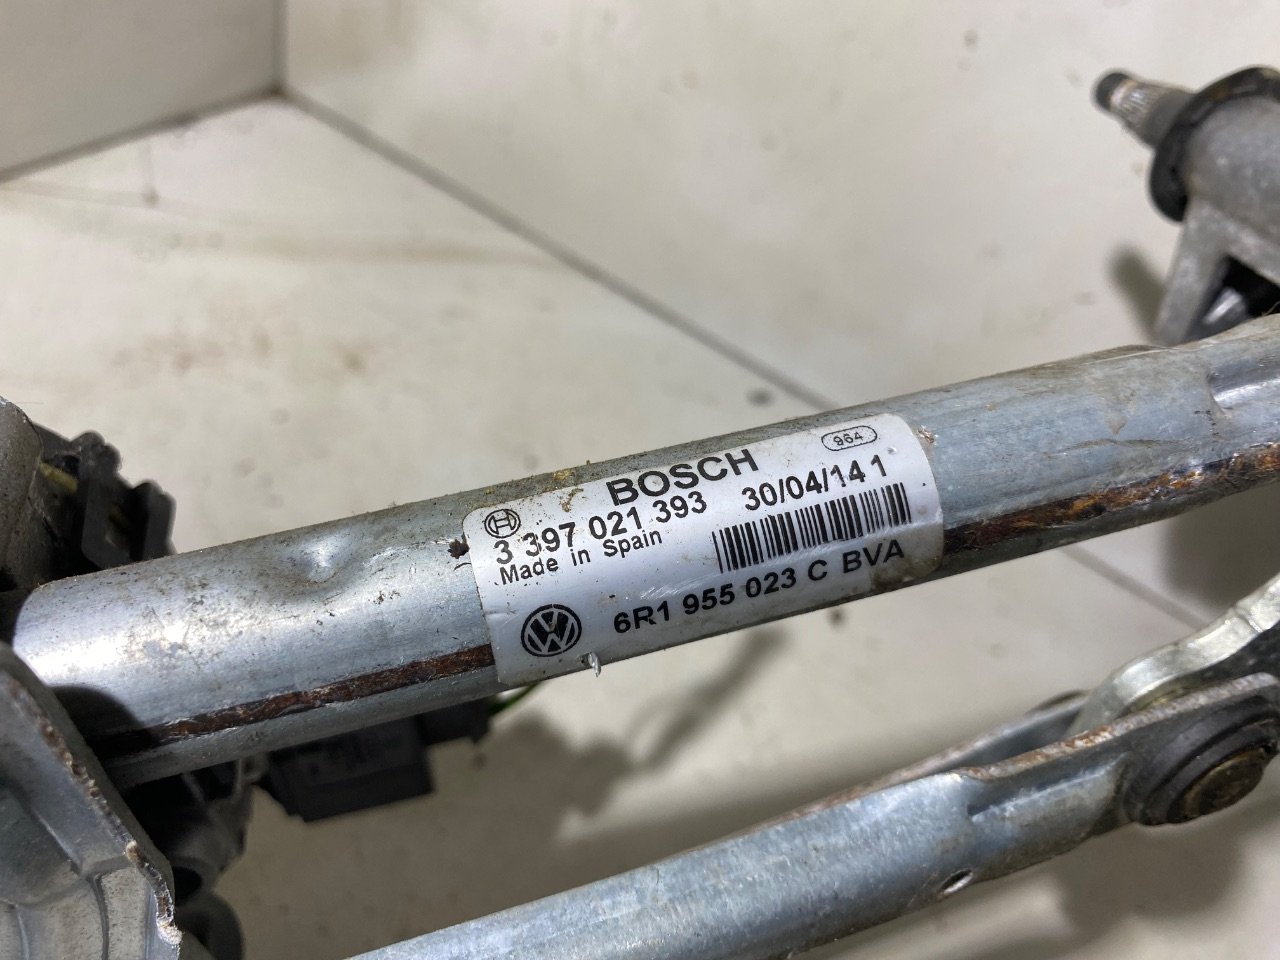 964
BOSCH
3 397 021 393 30/04/14 1
Made in Spain
6R1 955 023 C BVA